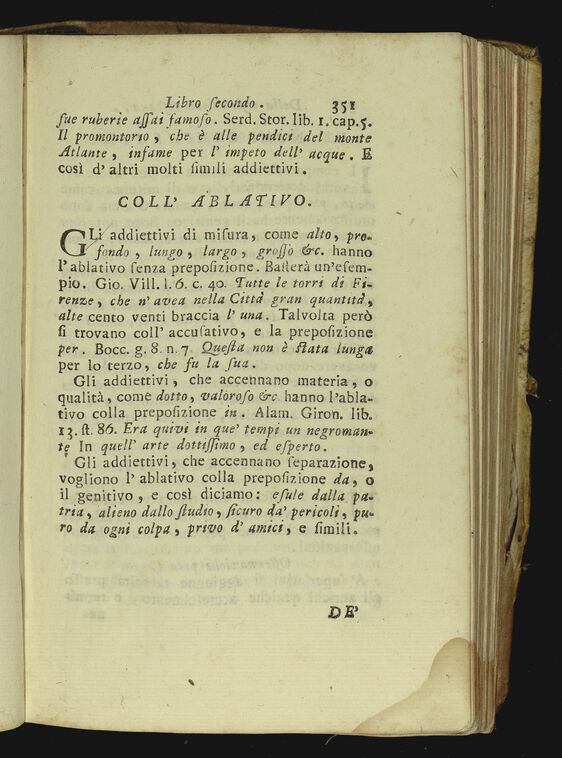 Libro ſecondo. 351
ſue ruberie aſſai famoſo. Serd. Stor. lib. 1. cap. 5.
Il promontorio, che è alle pendici del monte
Atlante, infame per l' impeto dell' acque. E
così d' altri molti ſimili addiettivi.
COLL' ABLATIVO.
GLi addiettivi di miſura, come alto, pro-
fondo, lungo, largo, groſſo &c. hanno
l' ablativo ſenza prepoſizione. Baſterà un'eſem-
pio. Gio. Vill. l. 6. c. 40. Tutte le torri di Fi-
renze, che n' avea nella Città gran quantità,
alte cento venti braccia l' una. Talvolta però
ſi trovano coll' accuſativo, e la prepoſizione
per. Bocc. g. 8. n. 7. Queſta non è ſtata lunga
per lo terzo, che fu la ſua.
Gli addiettivi, che accennano materia, o
qualità, come dotto, valoroſo &c hanno l'abla-
tivo colla prepoſizione in. Alam. Giron. lib.
13. ſt. 86. Era quivi in que' tempi un negroman-
te In quell' arte dottiſſimo, ed eſperto.
Gli addiettivi, che accennano ſeparazione,
vogliono l' ablativo colla prepoſizione da, o
il genitivo, e così diciamo: eſule dalla pa-
tria, alieno dallo ſtudio, ſicuro da' pericoli, pu-
ro da ogni colpa, privo d' amici, e ſimili.
DE'